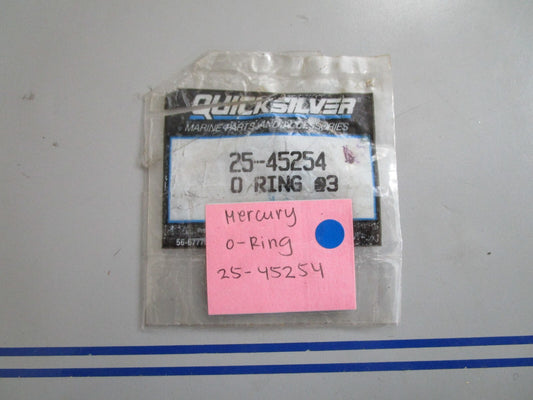 QUICKSILVER
MARINE PARTS AND ACCESSORIES
25-45254
O RING @3
Mercury
O-Ring
25-45254